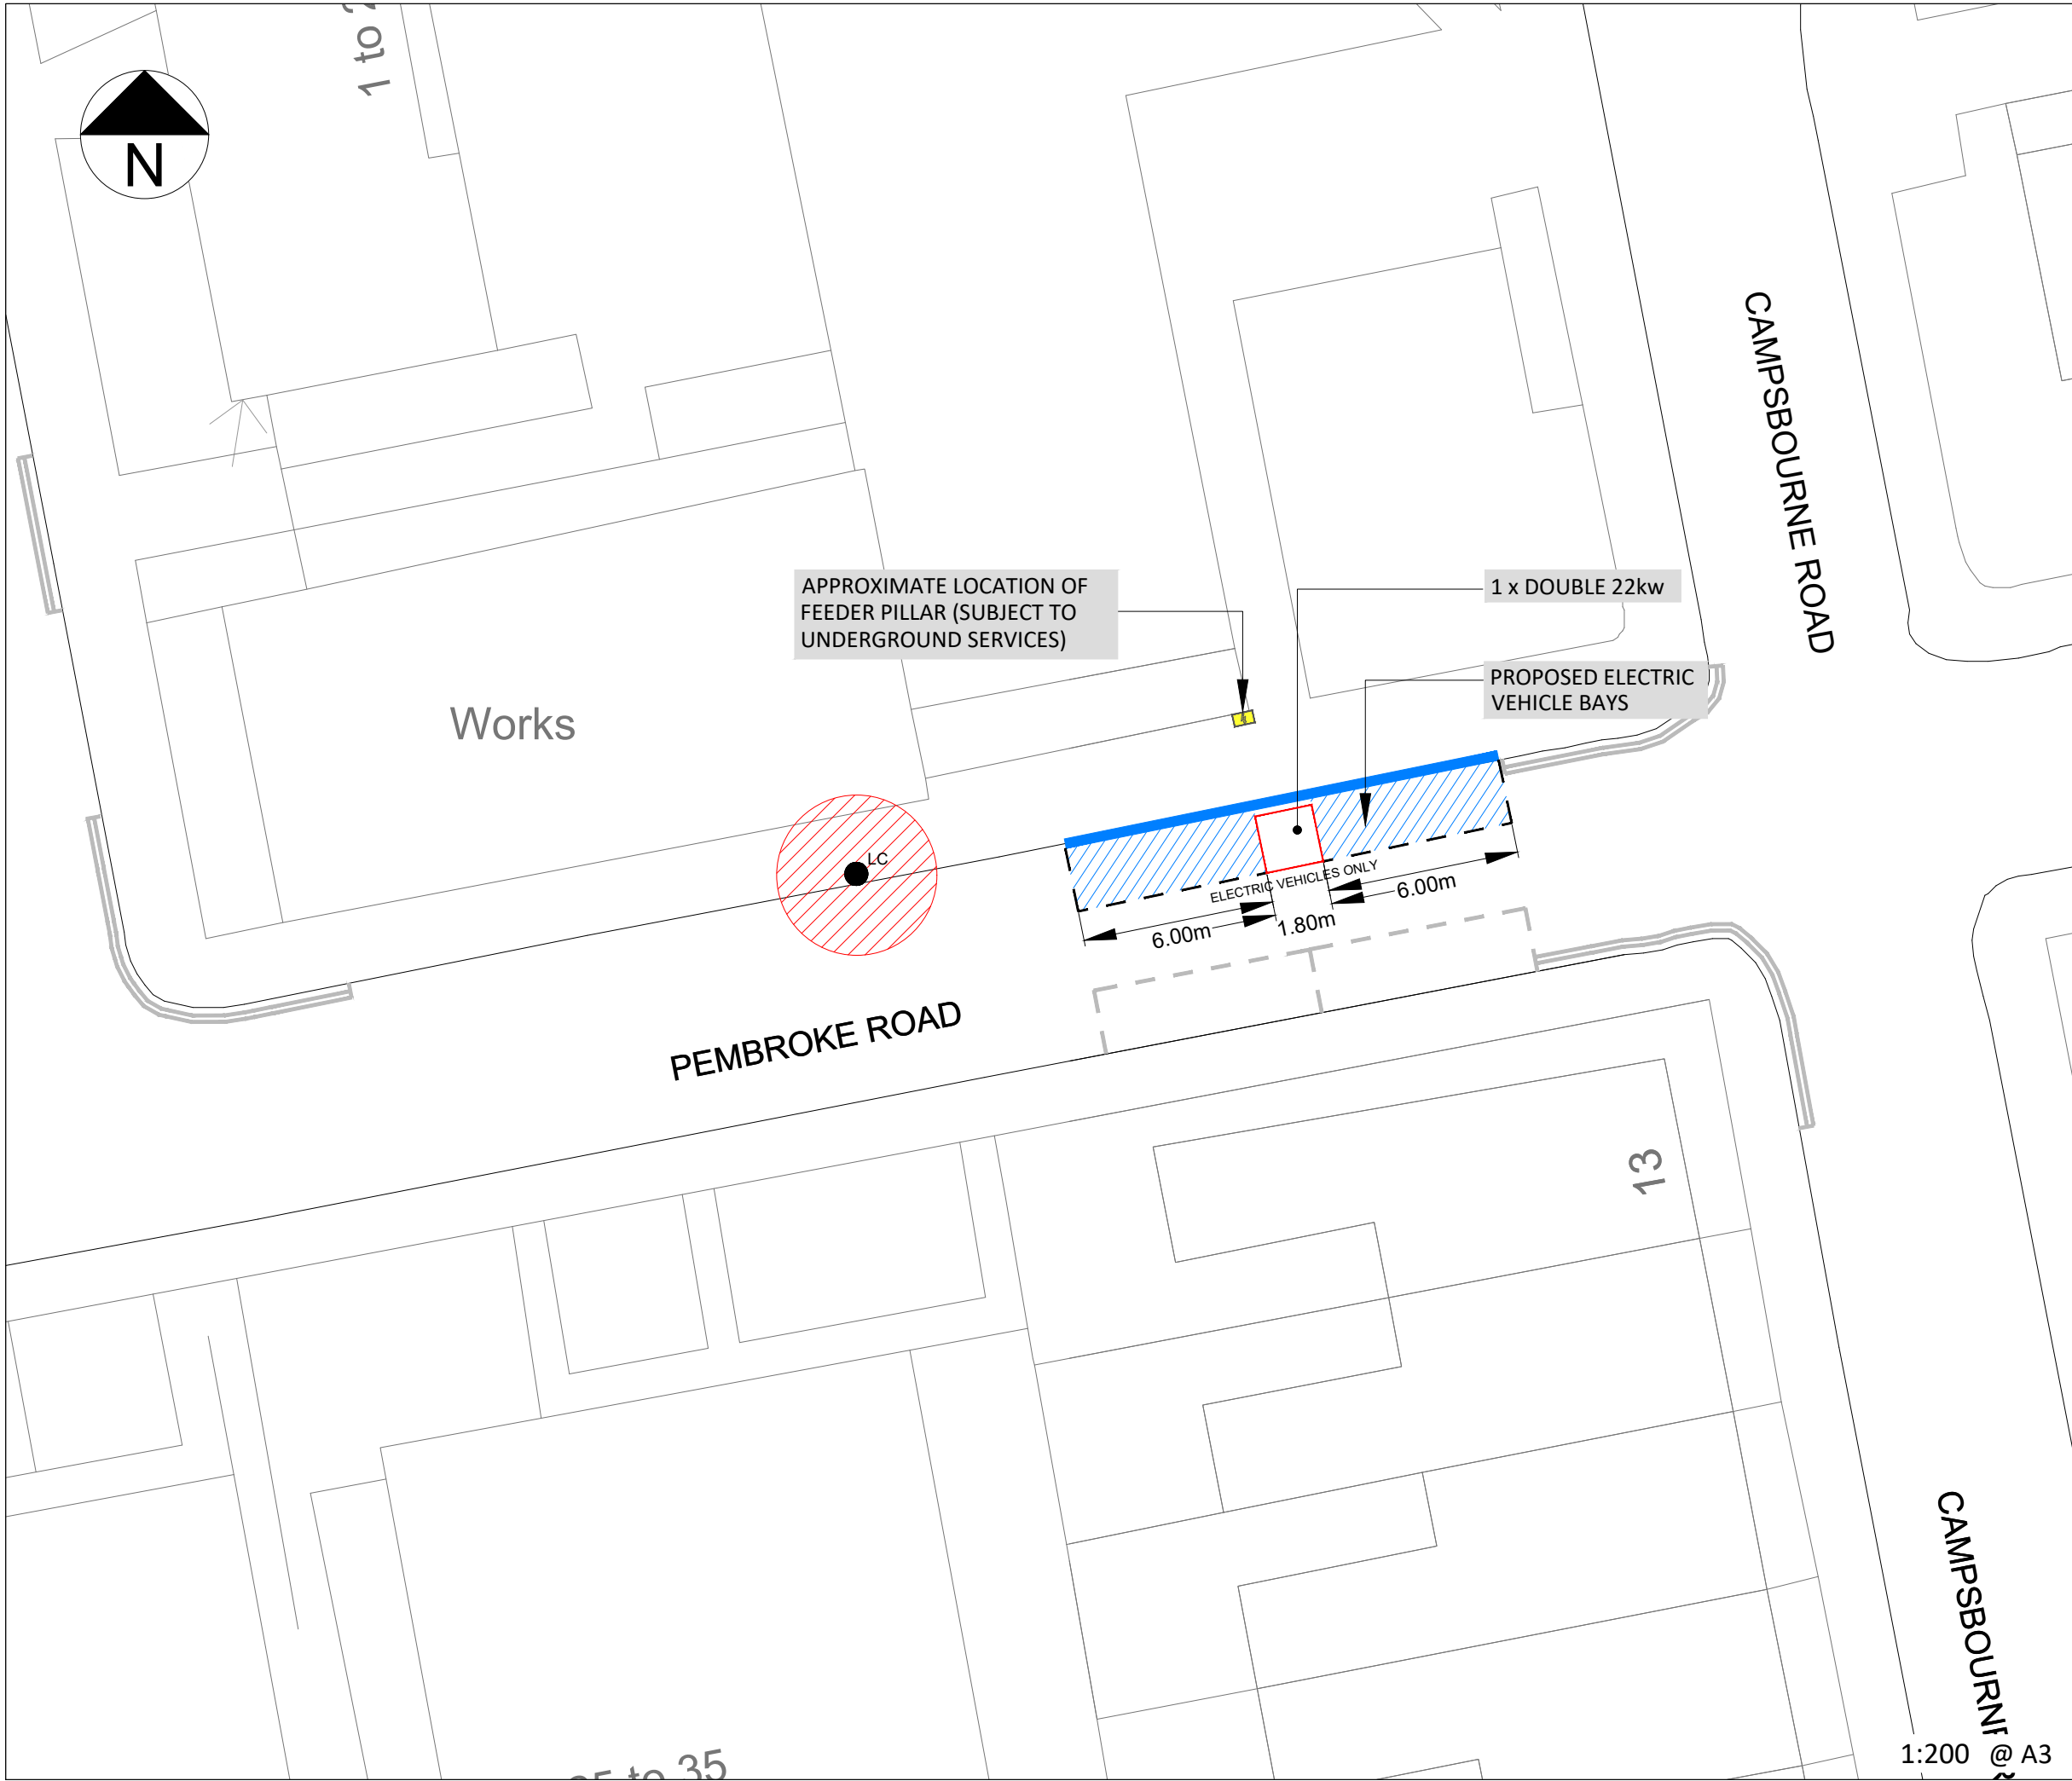 1 to
N
CAMPSBOURNE ROAD
APPROXIMATE LOCATION OF
FEEDER PILLAR (SUBJECT TO
UNDERGROUND SERVICES)
1 x DOUBLE 22kw
PROPOSED ELECTRIC
VEHICLE BAYS
Works
LC
ELECTRIC VEHICLES ONLY
6.00m
1.80m
6.00m
PEMBROKE ROAD
13
to 35
CAMPSBOURNE
1:200 @ A3